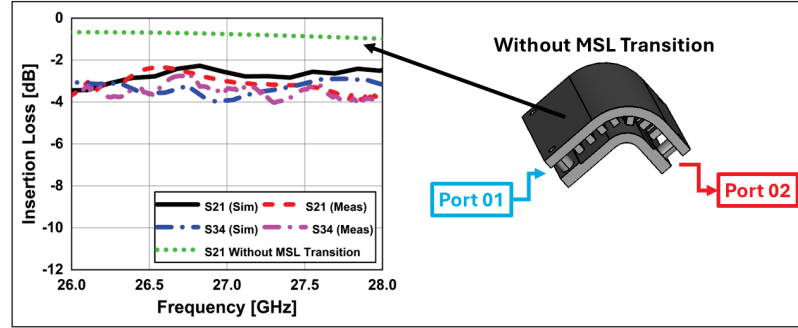 0
-2
-4
-6
-8
-10
-12
Insertion Loss [dB]
S21 (Sim) S21 (Meas)
S34 (Sim) S34 (Meas)
S21 Without MSL Transition
26.0 26.5 27.0 27.5 28.0
Frequency [GHz]
Without MSL Transition
Port 01
Port 02